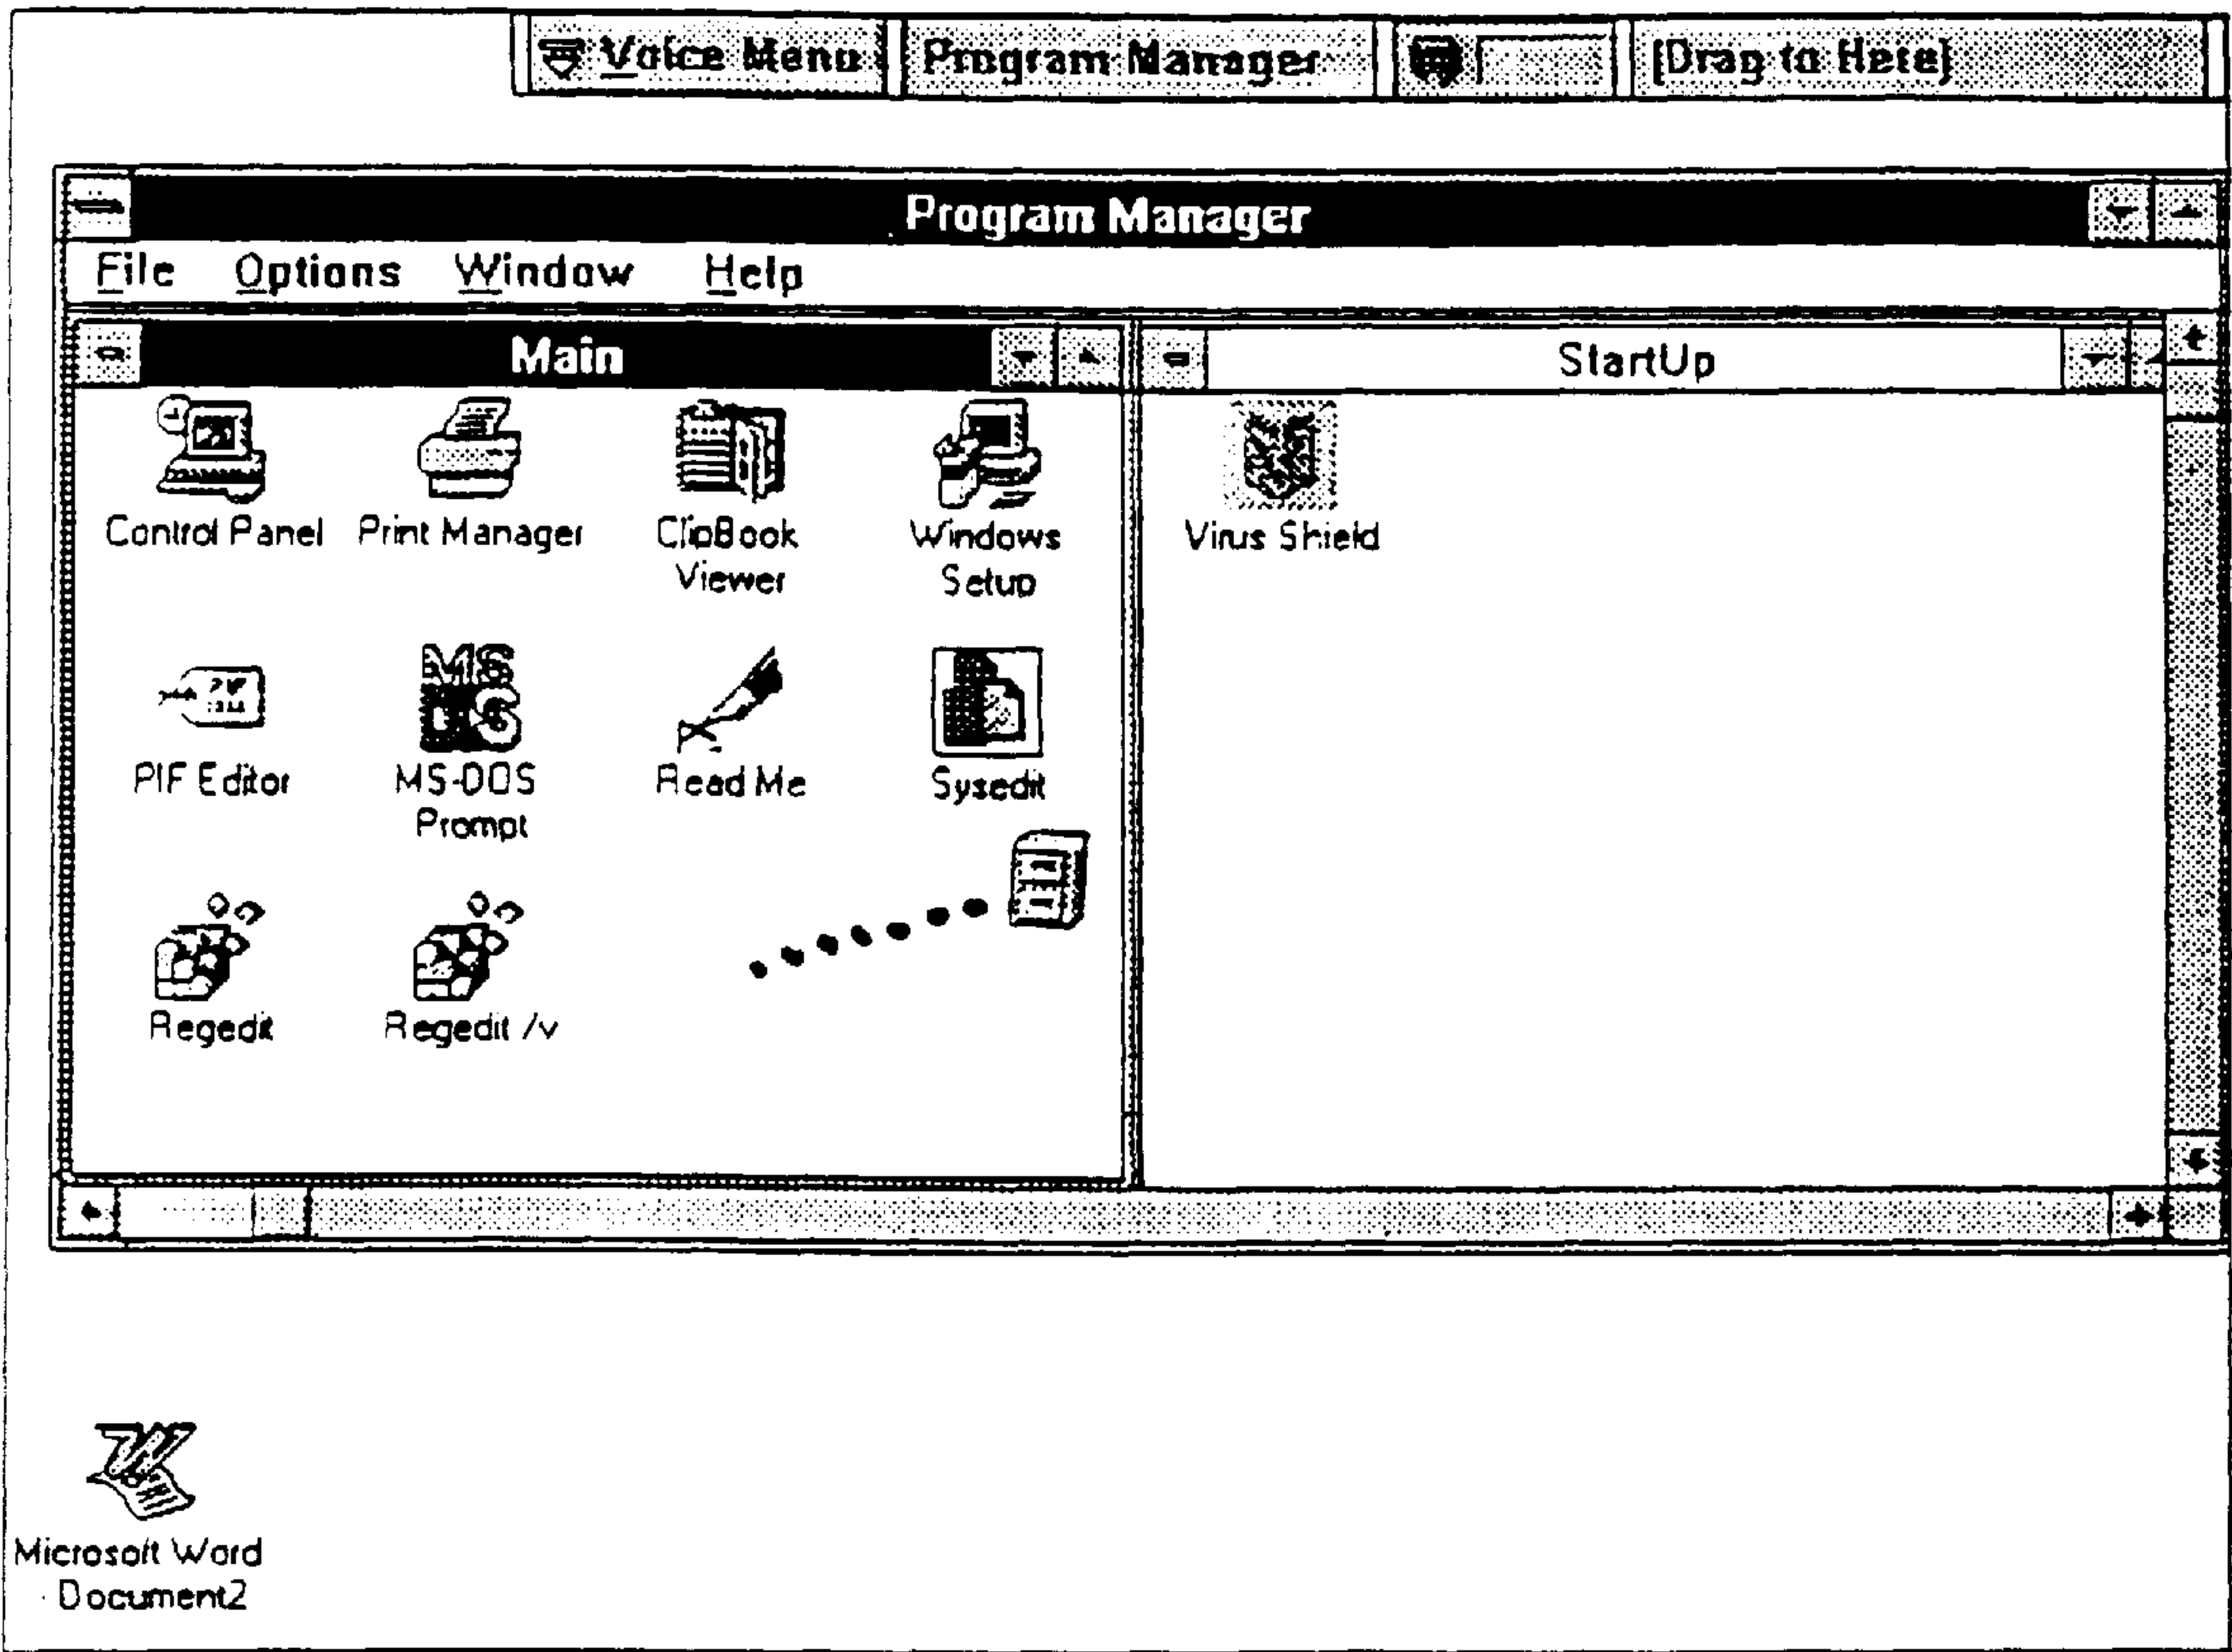 Voice Menu Program Manager [Drag to Here]
Program Manager
File Options Window Help
Main StartUp
Control Panel Print Manager ClipBook Windows Virus Shield
Viewer Setup
MS
PIF Editor MS-DOS Read Me Sysedit
Prompt
Regedit Regedit /v
Microsoft Word
Document2